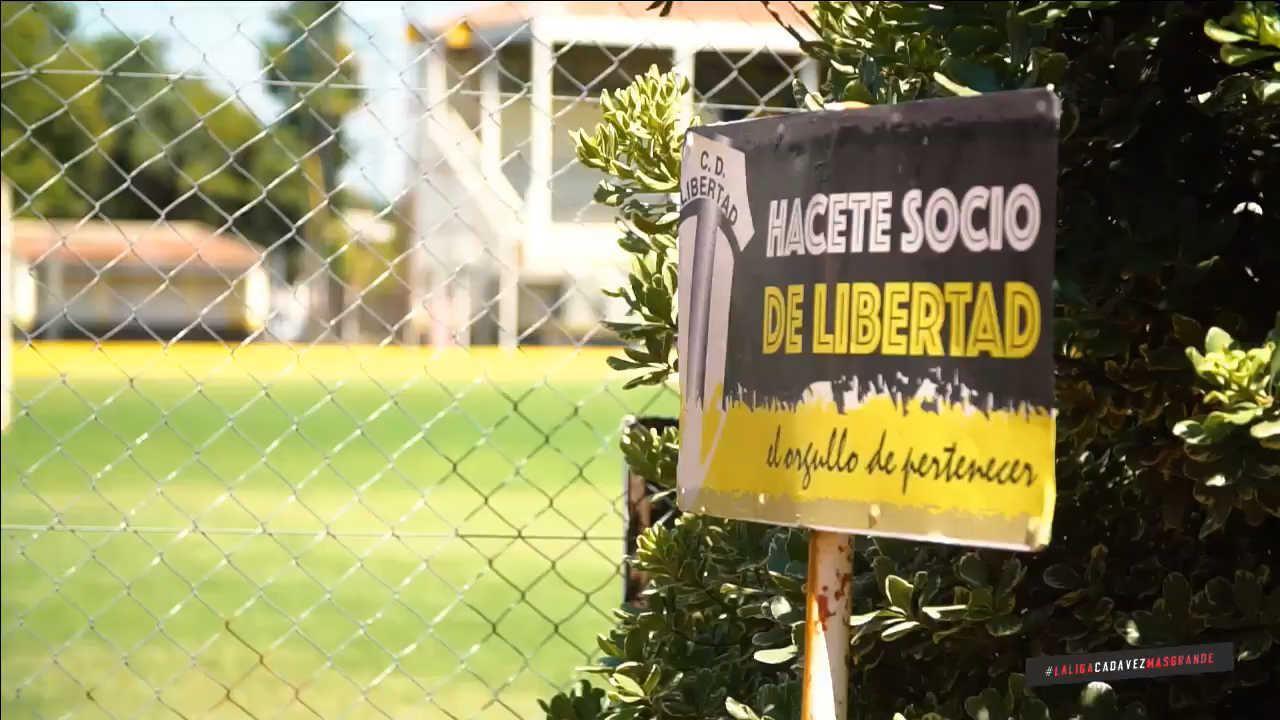 C. D.
LIBERTAD
HACETE SOCIO
DE LIBERTAD
el orgullo de pertenecer
#LALIGACADAVEZMASGRANDE